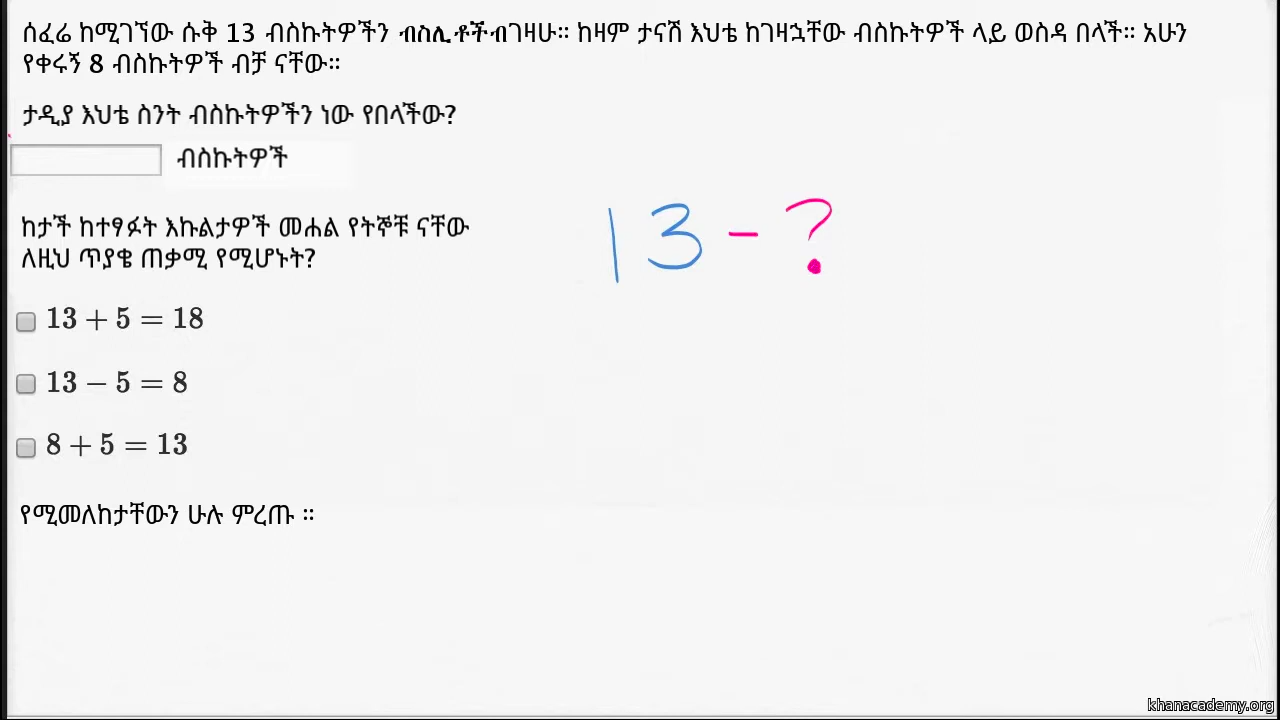 ሰፈሬ ከሚገኘው ሱቅ 13 ብስኩትዎችን ብስሊቶችብገዛሁ። ከዛም ታናሽ እህቴ ከገዛኋቸው ብስኩትዎች ላይ ወስዳ በላች። አሁን
የቀሩኝ 8 ብስኩትዎች ብቻ ናቸው።
ታዲያ እህቴ ስንት ብስኩትዎችን ነው የበላችው?
ብስኩትዎች
ከታች ከተፃፉት እኩልታዎች መሐል የትኞቹ ናቸው
ለዚህ ጥያቄ ጠቃሚ የሚሆኑት?
13 - ?
13 + 5 = 18
13 − 5 = 8
8 + 5 = 13
የሚመለከታቸውን ሁሉ ምረጡ ።
khanacademy.org